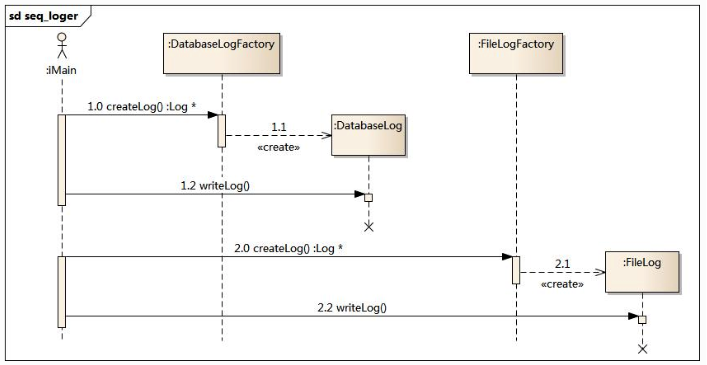 sd seq_loger
:iMain
:DatabaseLogFactory
:FileLogFactory
1.0 createLog() :Log *
1.1
«create»
:DatabaseLog
1.2 writeLog()
2.0 createLog() :Log *
2.1
«create»
:FileLog
2.2 writeLog()